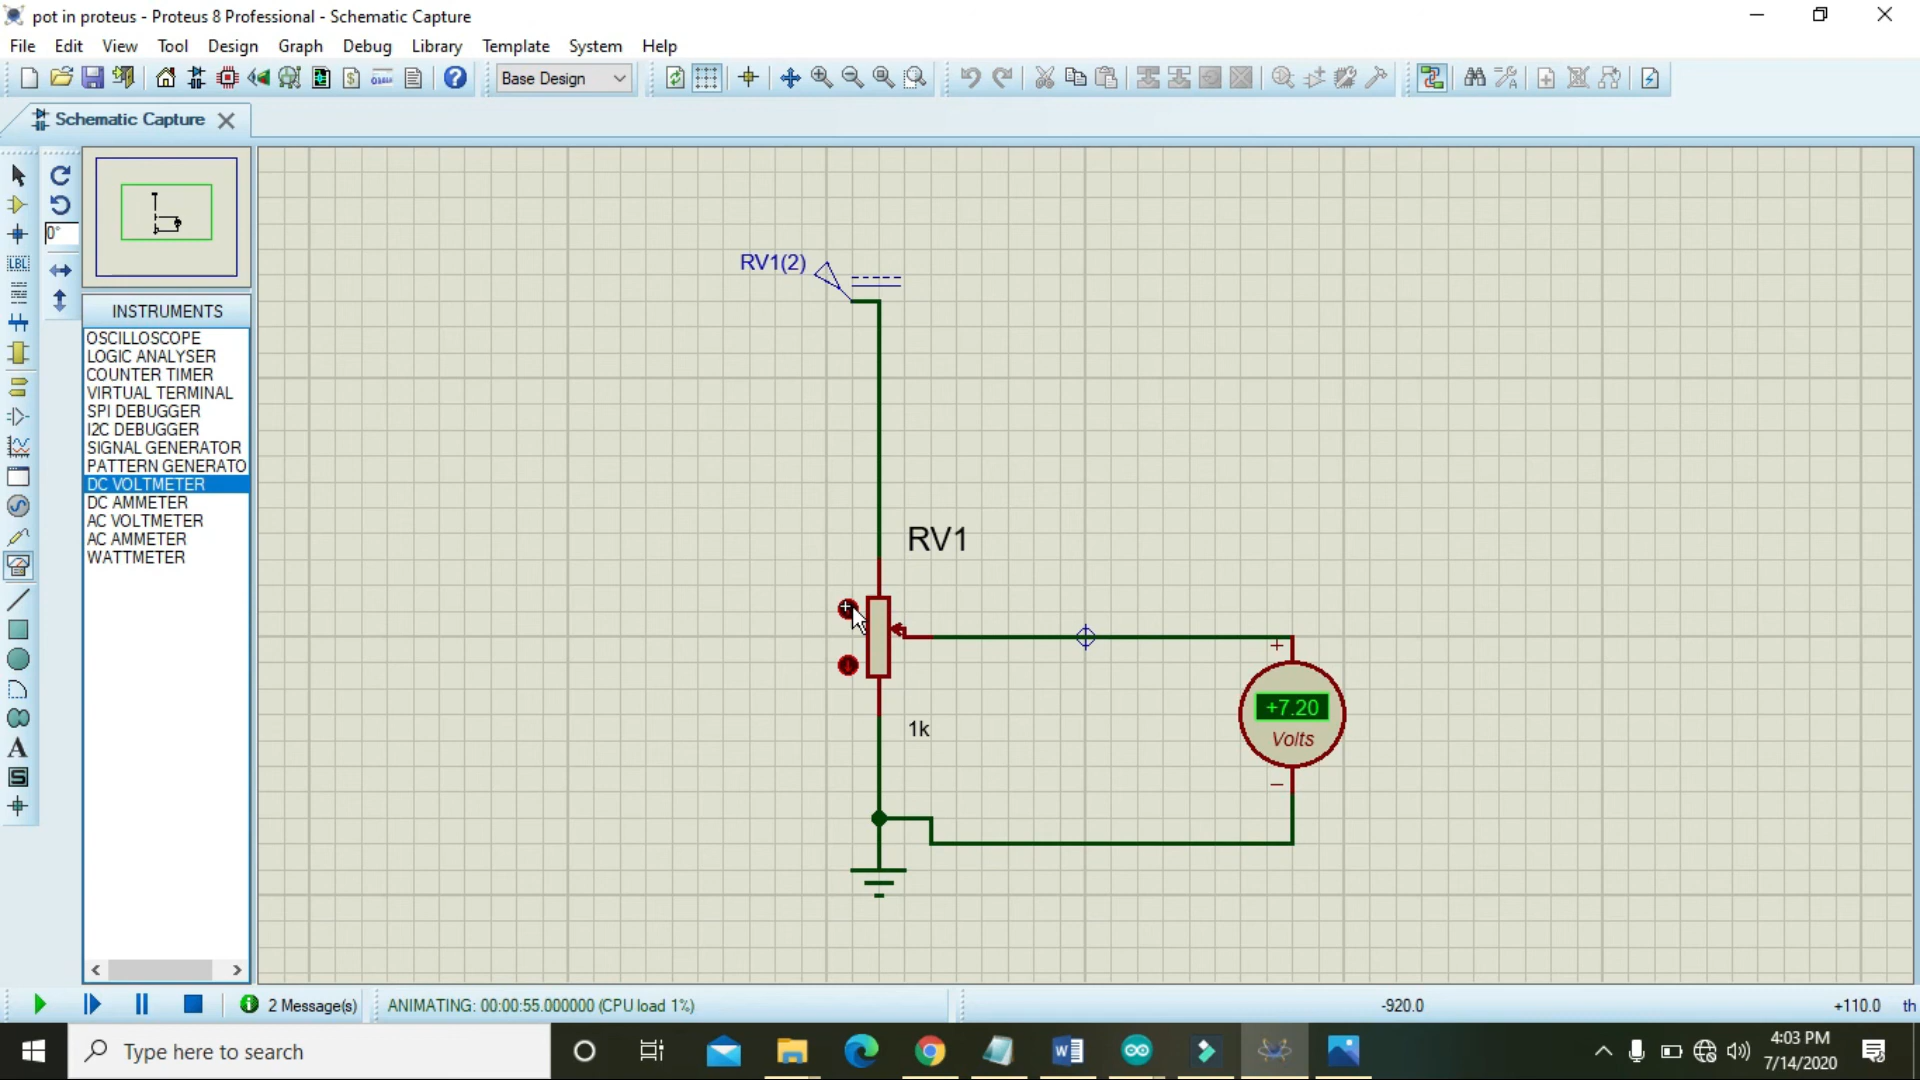 pot in proteus - Proteus 8 Professional - Schematic Capture
File Edit View Tool Design Graph Debug Library Template System Help
Base Design
Schematic Capture
LBL
0°
INSTRUMENTS
OSCILLOSCOPE
LOGIC ANALYSER
COUNTER TIMER
VIRTUAL TERMINAL
SPI DEBUGGER
I2C DEBUGGER
SIGNAL GENERATOR
PATTERN GENERATO
DC VOLTMETER
DC AMMETER
AC VOLTMETER
AC AMMETER
WATTMETER
RV1(2)
RV1
1k
+
+7.20
Volts
−
A
S
2 Message(s)
ANIMATING: 00:00:55.000000 (CPU load 1%)
-920.0
+110.0 th
Type here to search
4:03 PM
7/14/2020